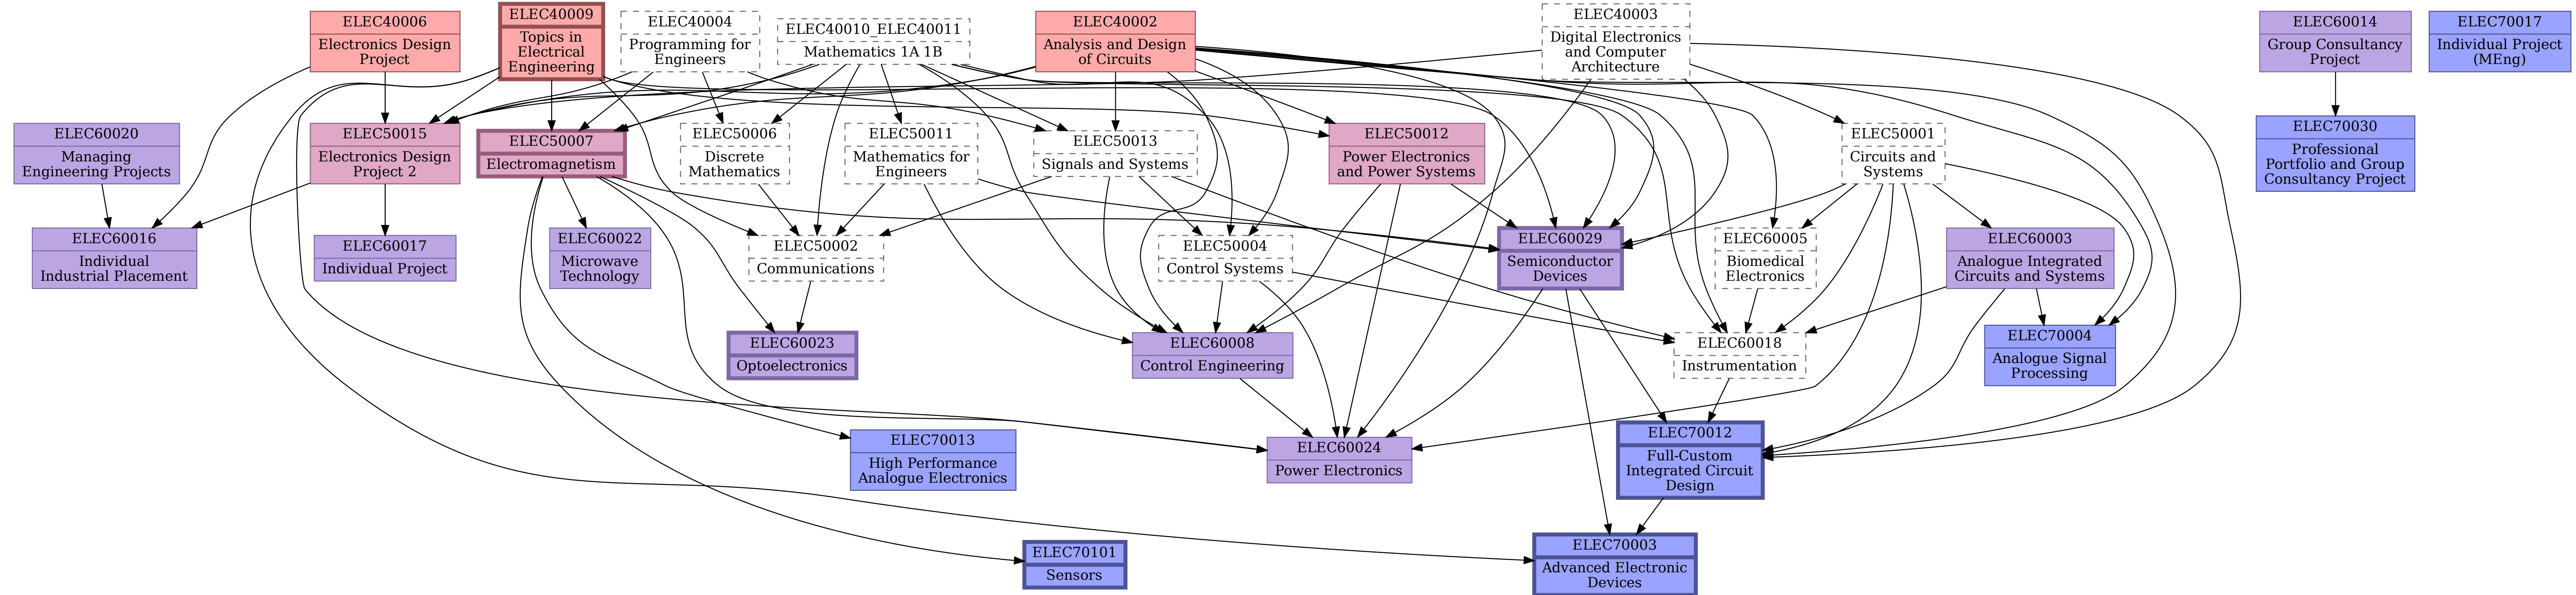 ELEC40006
Electronics Design
Project
ELEC40009
Topics in
Electrical
Engineering
ELEC40004
Programming for
Engineers
ELEC40010_ELEC40011
Mathematics 1A 1B
ELEC40002
Analysis and Design
of Circuits
ELEC40003
Digital Electronics
and Computer
Architecture
ELEC60014
Group Consultancy
Project
ELEC70017
Individual Project
(MEng)
ELEC60020
Managing
Engineering Projects
ELEC50015
Electronics Design
Project 2
ELEC50007
Electromagnetism
ELEC50006
Discrete
Mathematics
ELEC50011
Mathematics for
Engineers
ELEC50013
Signals and Systems
ELEC50012
Power Electronics
and Power Systems
ELEC50001
Circuits and
Systems
ELEC70030
Professional
Portfolio and Group
Consultancy Project
ELEC60016
Individual
Industrial Placement
ELEC60017
Individual Project
ELEC60022
Microwave
Technology
ELEC50002
Communications
ELEC50004
Control Systems
ELEC60029
Semiconductor
Devices
ELEC60005
Biomedical
Electronics
ELEC60003
Analogue Integrated
Circuits and Systems
ELEC60023
Optoelectronics
ELEC60008
Control Engineering
ELEC60018
Instrumentation
ELEC70004
Analogue Signal
Processing
ELEC70013
High Performance
Analogue Electronics
ELEC60024
Power Electronics
ELEC70012
Full-Custom
Integrated Circuit
Design
ELEC70101
Sensors
ELEC70003
Advanced Electronic
Devices